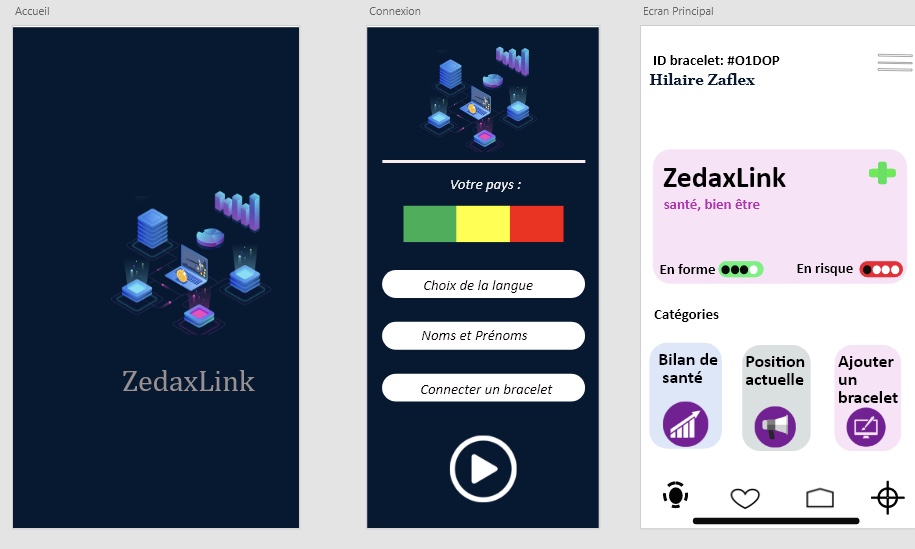 Accueil
ZedaxLink
Connexion
Votre pays :
Choix de la langue
Noms et Prénoms
Connecter un bracelet
Ecran Principal
ID bracelet: #O1DOP
Hilaire Zaflex
ZedaxLink
santé, bien être
En forme
En risque
Catégories
Bilan de
santé
Position
actuelle
Ajouter
un
bracelet